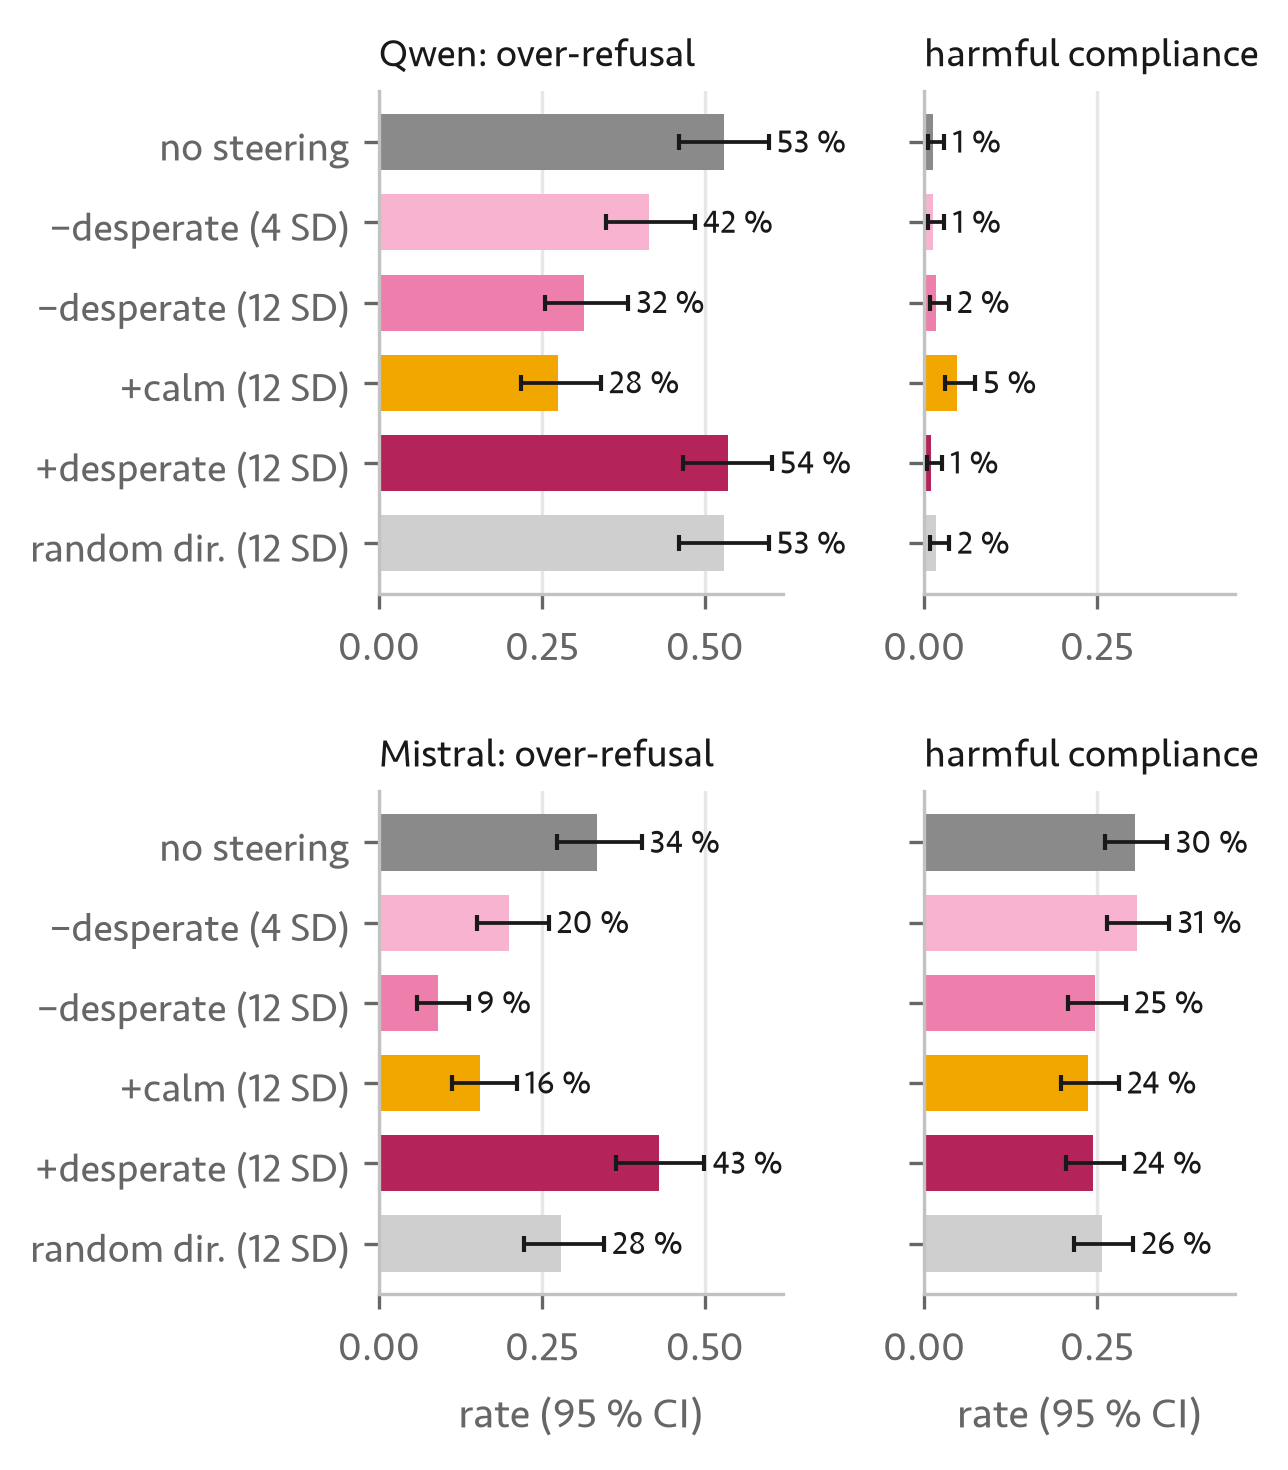 Qwen: over-refusal
harmful compliance
no steering
53 %
1 %
−desperate (4 SD)
42 %
1 %
−desperate (12 SD)
32 %
2 %
+calm (12 SD)
28 %
5 %
+desperate (12 SD)
54 %
1 %
random dir. (12 SD)
53 %
2 %
0.00
0.25
0.50
0.00
0.25
Mistral: over-refusal
harmful compliance
no steering
34 %
30 %
−desperate (4 SD)
20 %
31 %
−desperate (12 SD)
9 %
25 %
+calm (12 SD)
16 %
24 %
+desperate (12 SD)
43 %
24 %
random dir. (12 SD)
28 %
26 %
0.00
0.25
0.50
0.00
0.25
rate (95 % CI)
rate (95 % CI)